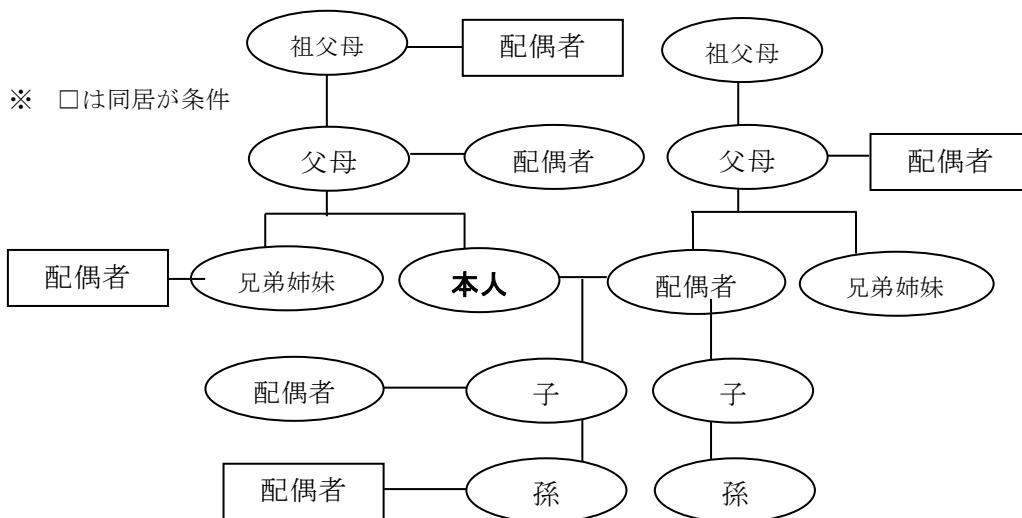 祖父母
配偶者
祖父母
※ □は同居が条件
父母
配偶者
父母
配偶者
配偶者
兄弟姉妹
本人
配偶者
兄弟姉妹
配偶者
子
子
配偶者
孫
孫